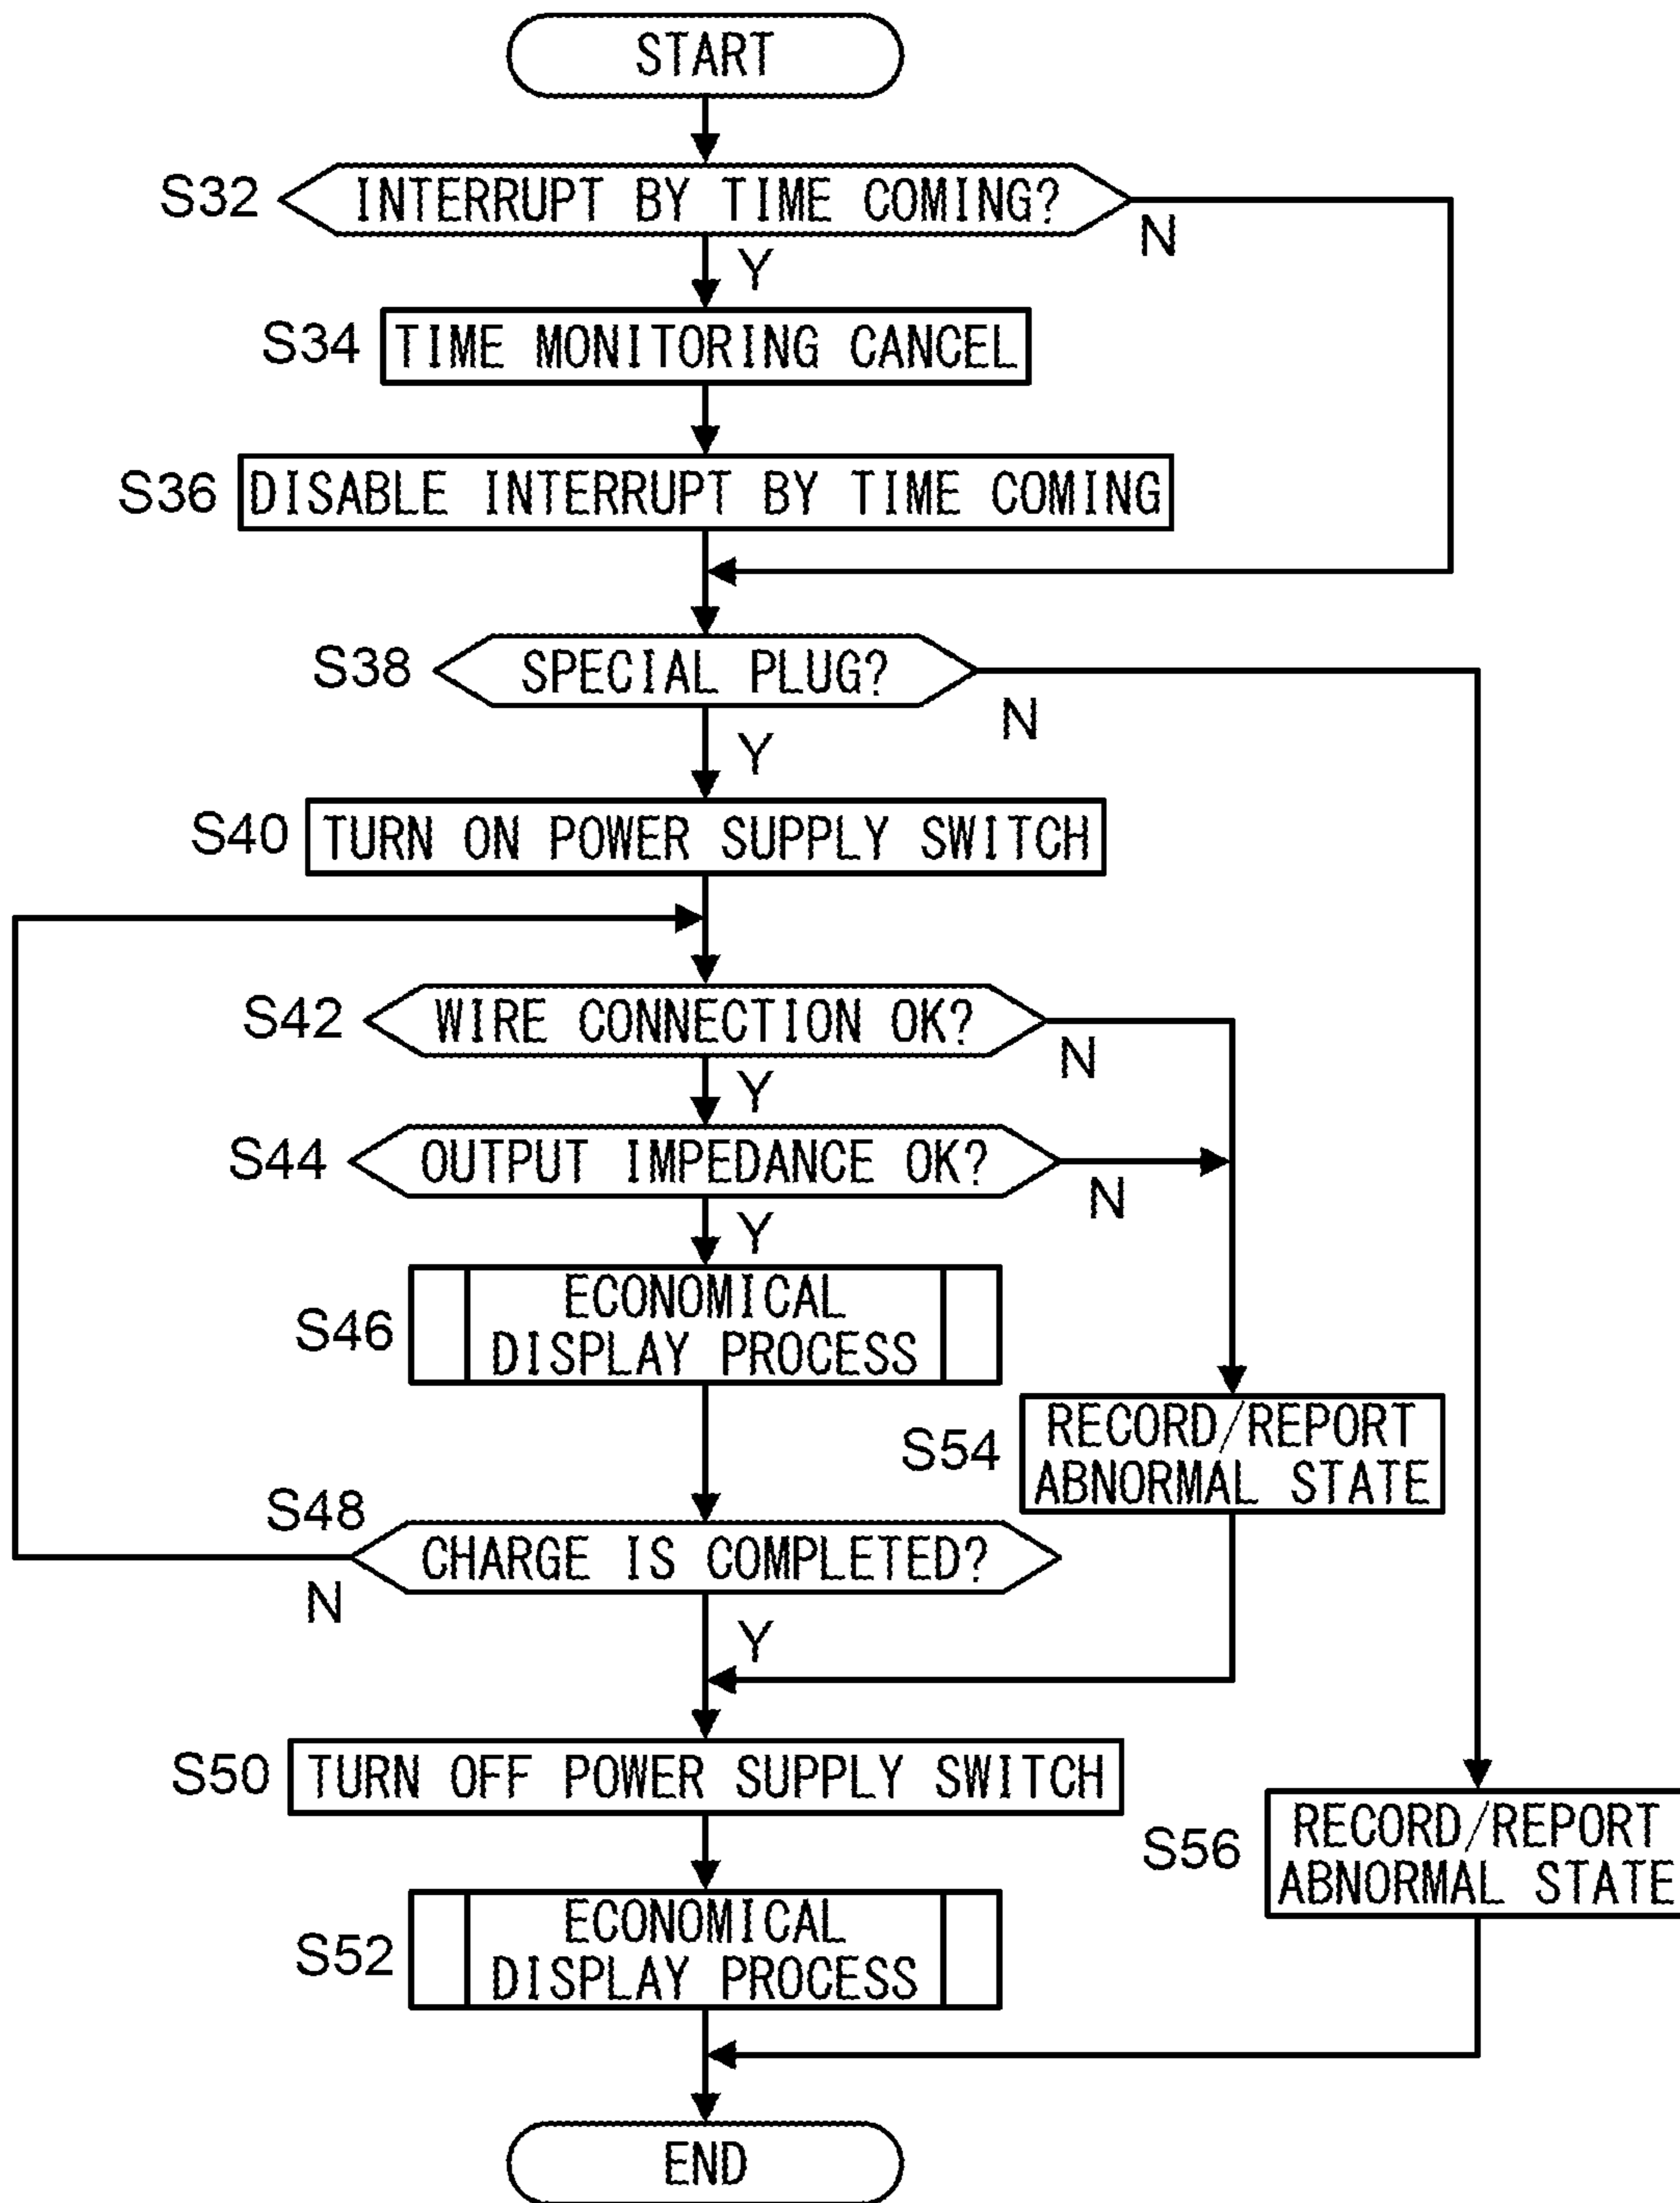 START
S32
INTERRUPT BY TIME COMING?
N
Y
S34
TIME MONITORING CANCEL
S36
DISABLE INTERRUPT BY TIME COMING
S38
SPECIAL PLUG?
N
Y
S40
TURN ON POWER SUPPLY SWITCH
S42
WIRE CONNECTION OK?
N
Y
S44
OUTPUT IMPEDANCE OK?
N
Y
S46
ECONOMICAL
DISPLAY PROCESS
S54
RECORD/REPORT
ABNORMAL STATE
S48
CHARGE IS COMPLETED?
N
Y
S50
TURN OFF POWER SUPPLY SWITCH
S56
RECORD/REPORT
ABNORMAL STATE
S52
ECONOMICAL
DISPLAY PROCESS
END